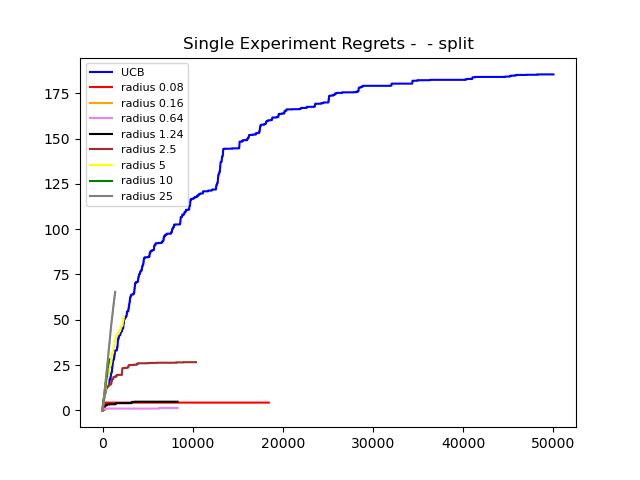 Single Experiment Regrets -  - split
UCB
radius 0.08
radius 0.16
radius 0.64
radius 1.24
radius 2.5
radius 5
radius 10
radius 25
175
150
125
100
75
50
25
0
0 10000 20000 30000 40000 50000